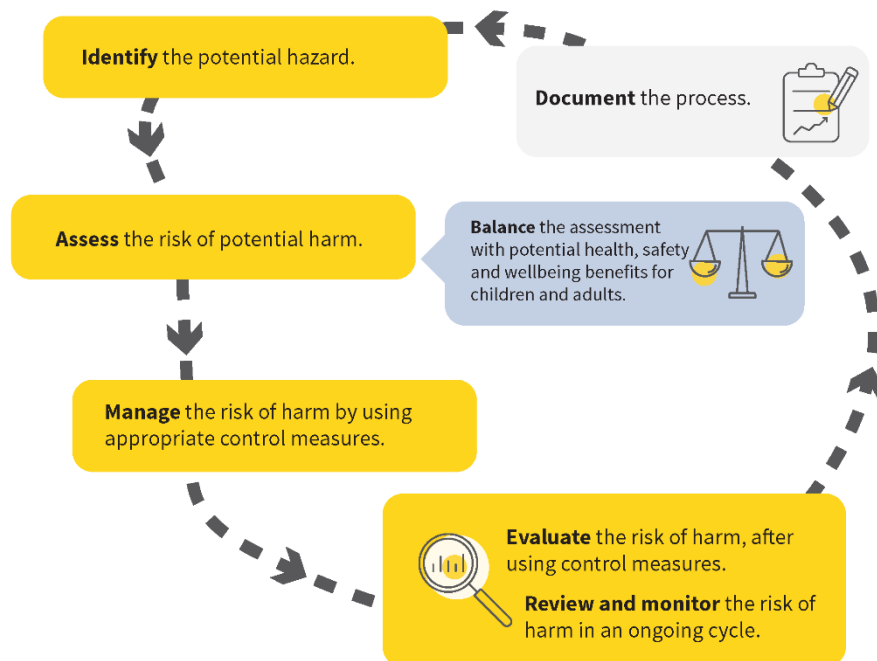 Identify the potential hazard.
Document the process.
Assess the risk of potential harm.
Balance the assessment
with potential health, safety
and wellbeing benefits for
children and adults.
Manage the risk of harm by using
appropriate control measures.
Evaluate the risk of harm, after
using control measures.
Review and monitor the risk of
harm in an ongoing cycle.